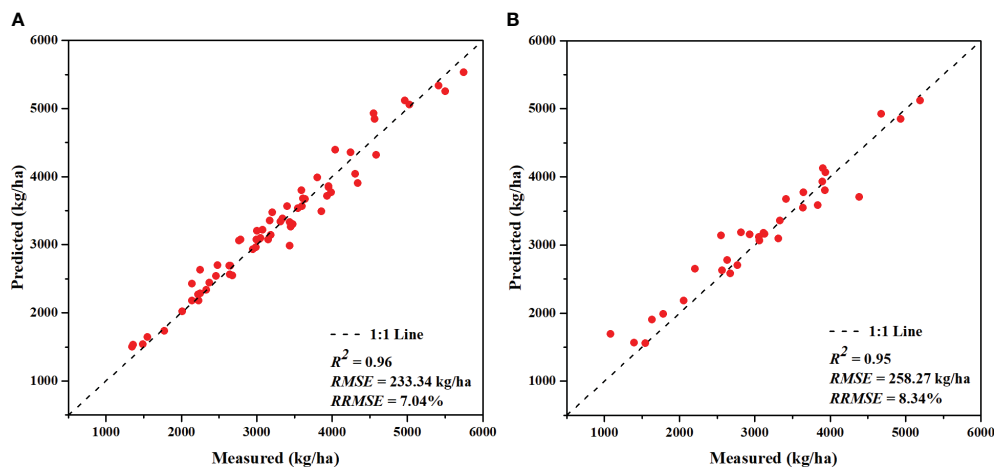 A
6000
5000
4000
3000
2000
1000
Predicted (kg/ha)
1:1 Line
R² = 0.96
RMSE = 233.34 kg/ha
RRMSE = 7.04%
1000 2000 3000 4000 5000 6000
Measured (kg/ha)
B
6000
5000
4000
3000
2000
1000
Predicted (kg/ha)
1:1 Line
R² = 0.95
RMSE = 258.27 kg/ha
RRMSE = 8.34%
1000 2000 3000 4000 5000 6000
Measured (kg/ha)